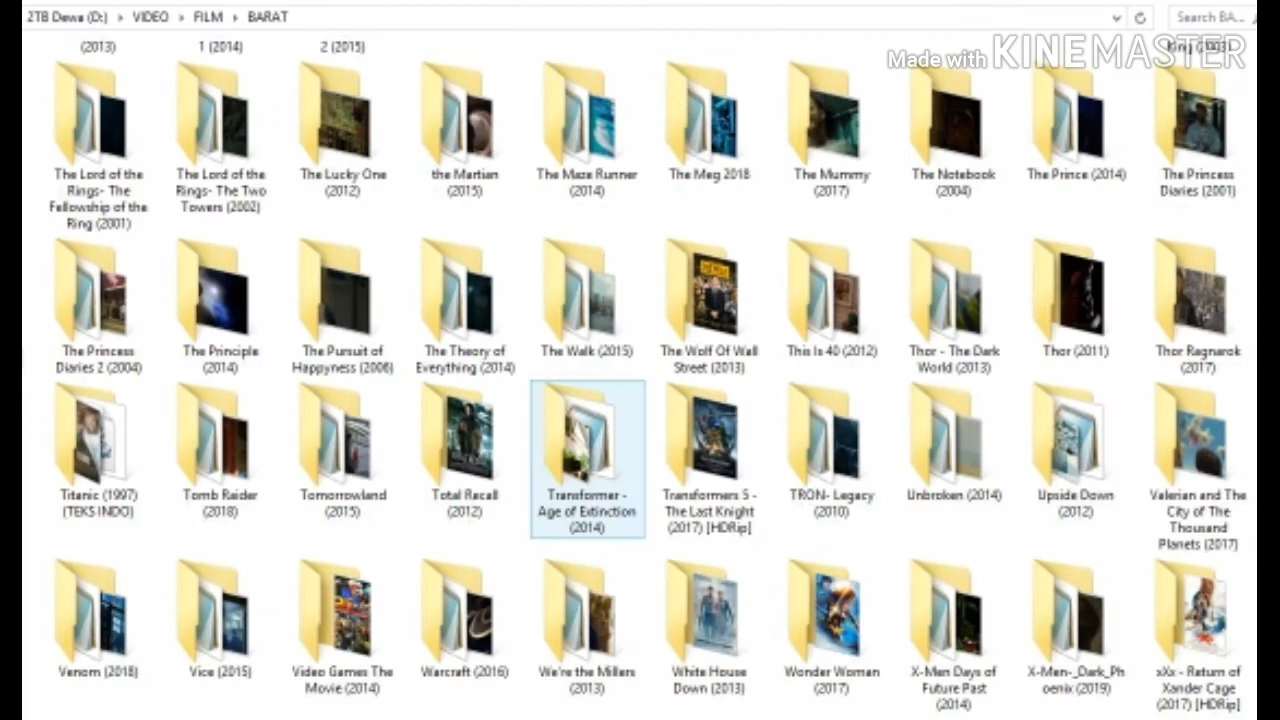 2TB Dewa (D:) > VIDEO > FILM > BARAT
Search BA...
(2013)
1 (2014)
2 (2015)
King (2003)
Made with KINEMASTER
The Lord of the
Rings- The
Fellowship of the
Ring (2001)
The Lord of the
Rings- The Two
Towers (2002)
The Lucky One
(2012)
the Martian
(2015)
The Maze Runner
(2014)
The Meg 2018
The Mummy
(2017)
The Notebook
(2004)
The Prince (2014)
The Princess
Diaries (2001)
The Princess
Diaries 2 (2004)
The Principle
(2014)
The Pursuit of
Happyness (2006)
The Theory of
Everything (2014)
The Walk (2015)
The Wolf Of Wall
Street (2013)
This Is 40 (2012)
Thor - The Dark
World (2013)
Thor (2011)
Thor Ragnarok
(2017)
Titanic (1997)
(TEKS INDO)
Tomb Raider
(2018)
Tomorrowland
(2015)
Total Recall
(2012)
Transformer -
Age of Extinction
(2014)
Transformers 5 -
The Last Knight
(2017) [HDRip]
TRON- Legacy
(2010)
Unbroken (2014)
Upside Down
(2012)
Valerian and The
City of The
Thousand
Planets (2017)
Venom (2018)
Vice (2015)
Video Games The
Movie (2014)
Warcraft (2016)
We're the Millers
(2013)
White House
Down (2013)
Wonder Woman
(2017)
X-Men Days of
Future Past
(2014)
X-Men-_Dark_Ph
oenix (2019)
xXx - Return of
Xander Cage
(2017) [HDRip]